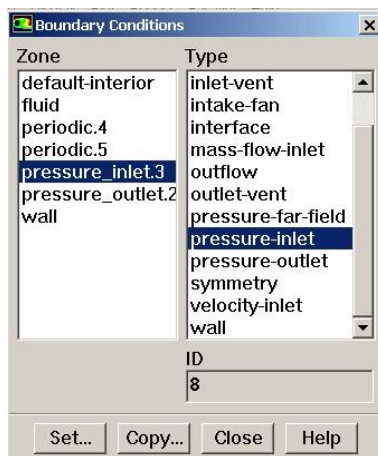 Boundary Conditions
Zone
default-interior
fluid
periodic.4
periodic.5
pressure_inlet.3
pressure_outlet.2
wall
Type
inlet-vent
intake-fan
interface
mass-flow-inlet
outflow
outlet-vent
pressure-far-field
pressure-inlet
pressure-outlet
symmetry
velocity-inlet
wall
ID
8
Set... Copy... Close Help